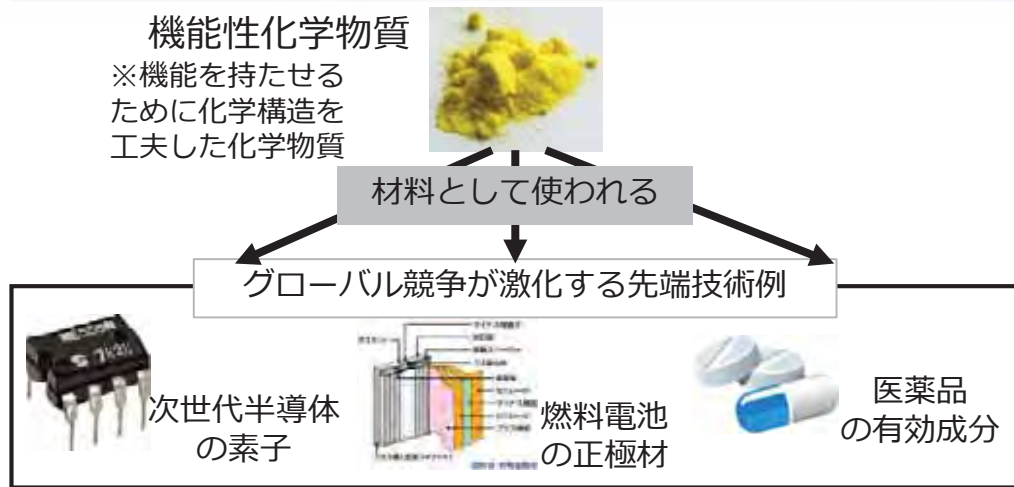 機能性化学物質
※機能を持たせる
ために化学構造を
工夫した化学物質
材料として使われる
グローバル競争が激化する先端技術例
次世代半導体
の素子
燃料電池
の正極材
医薬品
の有効成分